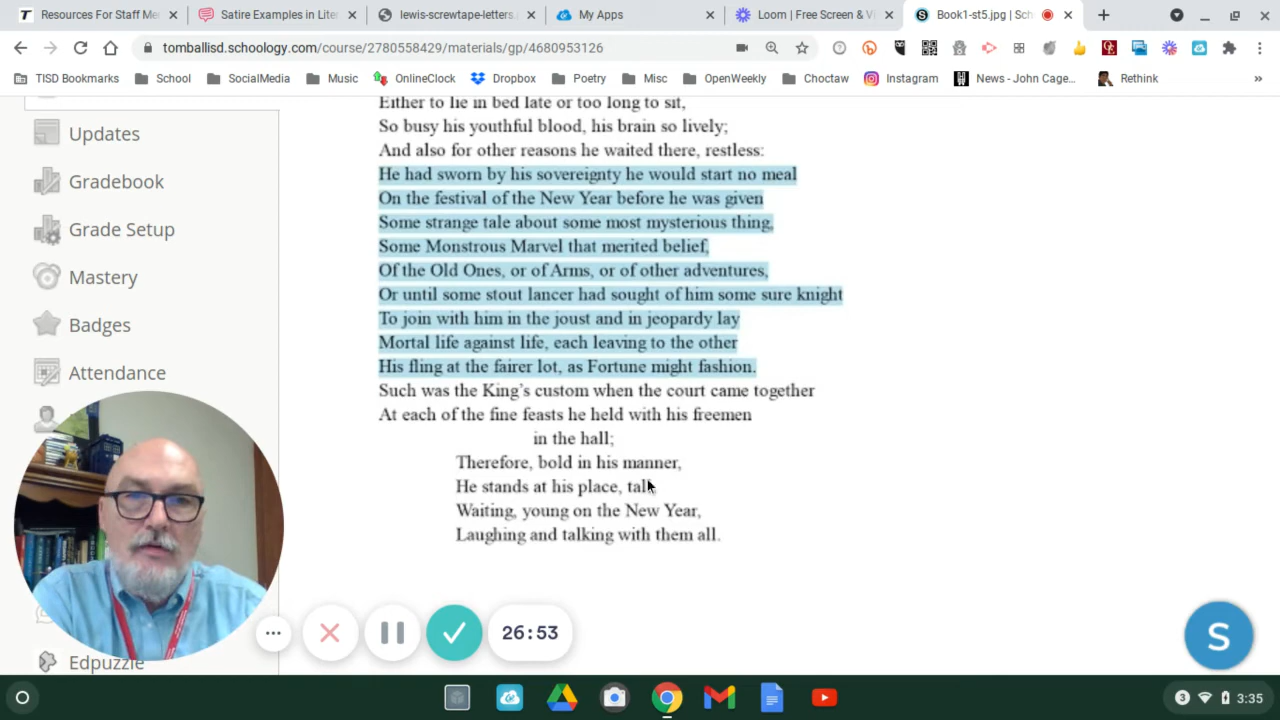 Resources For Staff Me
Satire Examples in Lite
lewis-screwtape-letters.
My Apps
Loom | Free Screen & Vi
Book1-st5.jpg | Sch
tomballisd.schoology.com/course/2780558429/materials/gp/4680953126
TISD Bookmarks
School
SocialMedia
Music
OnlineClock
Dropbox
Poetry
Misc
OpenWeekly
Choctaw
Instagram
News - John Cage...
Rethink
»
Updates
Gradebook
Grade Setup
Mastery
Badges
Attendance
Edpuzzle
Either to lie in bed late or too long to sit,
So busy his youthful blood, his brain so lively;
And also for other reasons he waited there, restless:
He had sworn by his sovereignty he would start no meal
On the festival of the New Year before he was given
Some strange tale about some most mysterious thing,
Some Monstrous Marvel that merited belief,
Of the Old Ones, or of Arms, or of other adventures,
Or until some stout lancer had sought of him some sure knight
To join with him in the joust and in jeopardy lay
Mortal life against life, each leaving to the other
His fling at the fairer lot, as Fortune might fashion.
Such was the King's custom when the court came together
At each of the fine feasts he held with his freemen
in the hall;
Therefore, bold in his manner,
He stands at his place, tall
Waiting, young on the New Year,
Laughing and talking with them all.
26:53
S
3
3:35